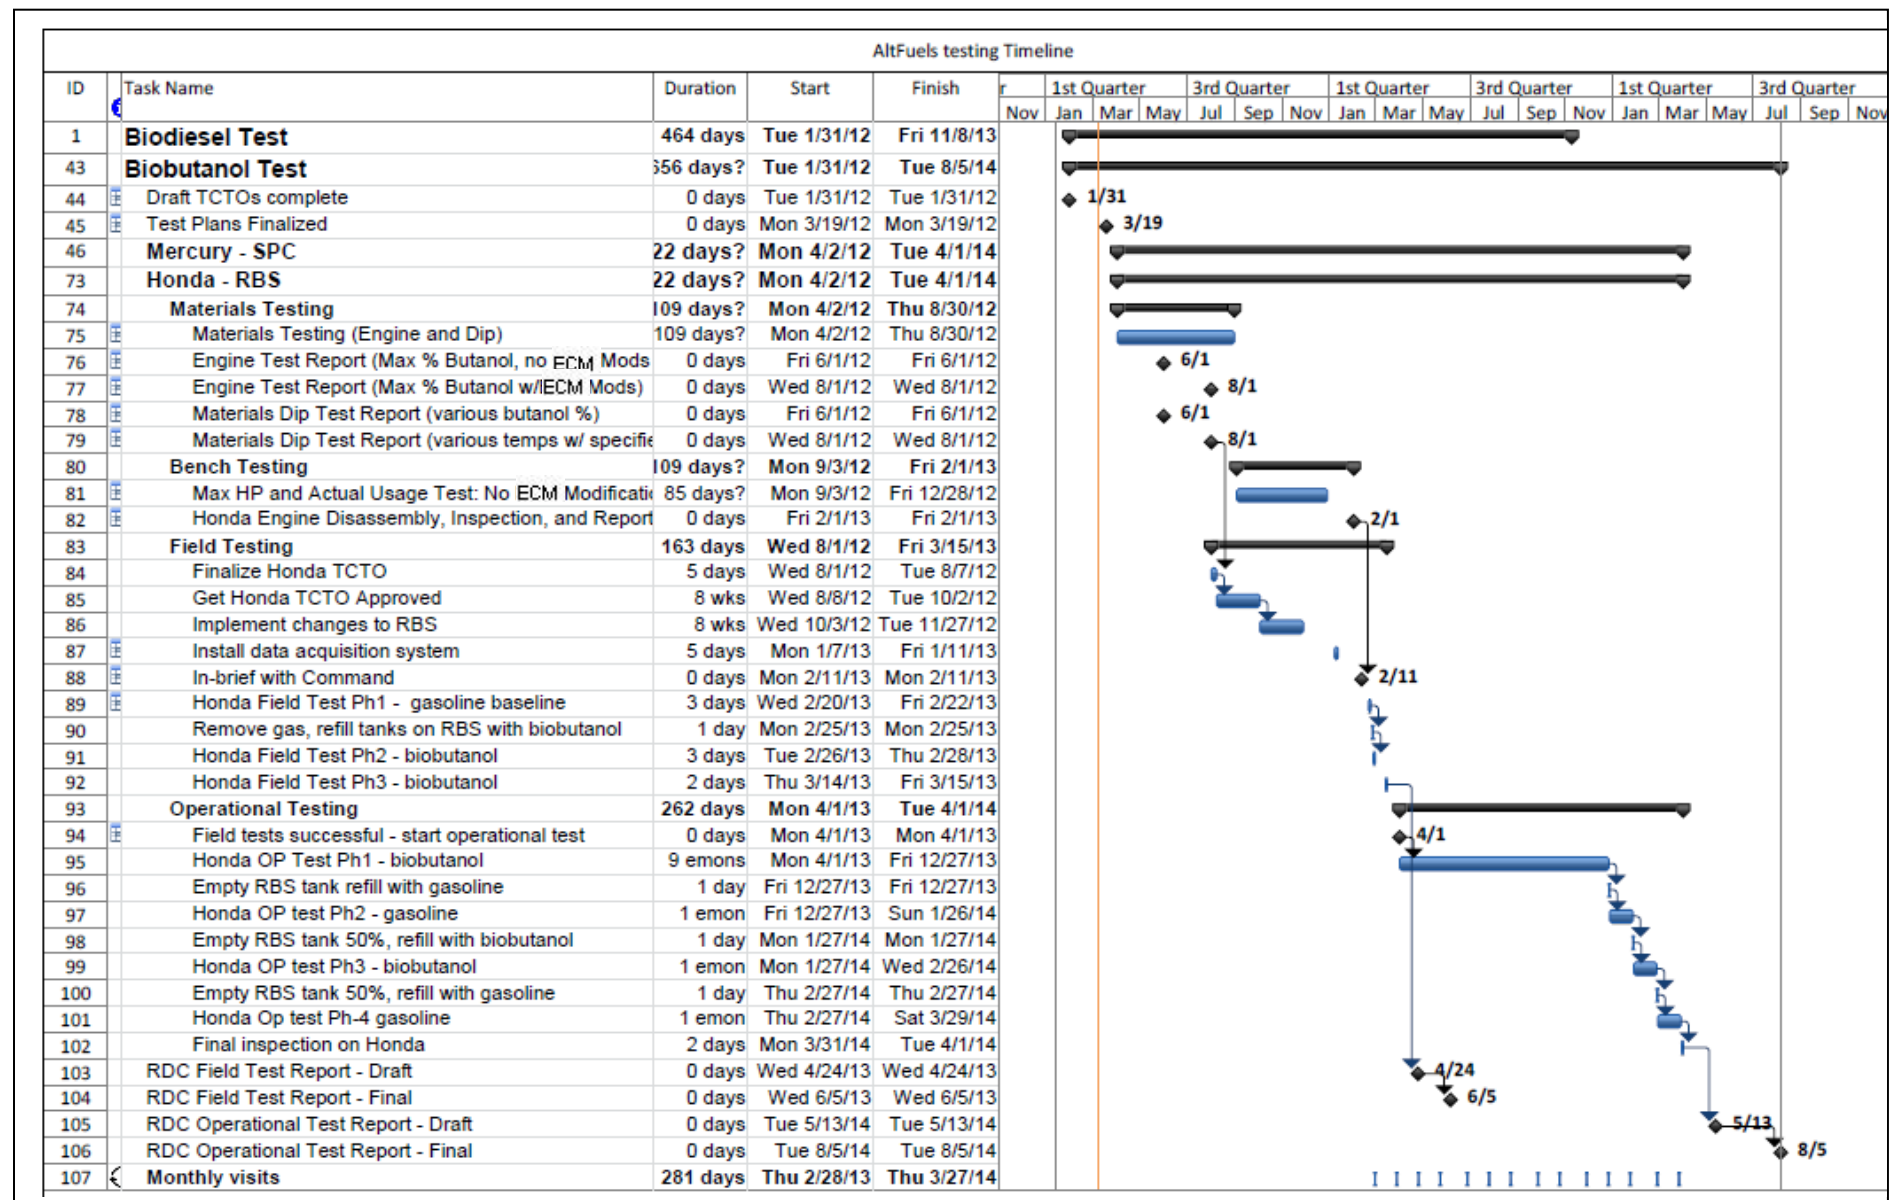 AltFuels testing Timeline
ID Task Name Duration Start Finish r 1st Quarter 3rd Quarter 1st Quarter 3rd Quarter 1st Quarter 3rd Quarter
Nov Jan Mar May Jul Sep Nov Jan Mar May Jul Sep Nov Jan Mar May Jul Sep Nov
1 Biodiesel Test 464 days Tue 1/31/12 Fri 11/8/13
43 Biobutanol Test 656 days? Tue 1/31/12 Tue 8/5/14
44 Draft TCTOs complete 0 days Tue 1/31/12 Tue 1/31/12 1/31
45 Test Plans Finalized 0 days Mon 3/19/12 Mon 3/19/12 3/19
46 Mercury - SPC 22 days? Mon 4/2/12 Tue 4/1/14
73 Honda - RBS 22 days? Mon 4/2/12 Tue 4/1/14
74 Materials Testing 109 days? Mon 4/2/12 Thu 8/30/12
75 Materials Testing (Engine and Dip) 109 days? Mon 4/2/12 Thu 8/30/12
76 Engine Test Report (Max % Butanol, no ECM Mods 0 days Fri 6/1/12 Fri 6/1/12 6/1
77 Engine Test Report (Max % Butanol w/ECM Mods) 0 days Wed 8/1/12 Wed 8/1/12 8/1
78 Materials Dip Test Report (various butanol %) 0 days Fri 6/1/12 Fri 6/1/12 6/1
79 Materials Dip Test Report (various temps w/ specifie 0 days Wed 8/1/12 Wed 8/1/12 8/1
80 Bench Testing 109 days? Mon 9/3/12 Fri 2/1/13
81 Max HP and Actual Usage Test: No ECM Modificatic 85 days? Mon 9/3/12 Fri 12/28/12
82 Honda Engine Disassembly, Inspection, and Report 0 days Fri 2/1/13 Fri 2/1/13 2/1
83 Field Testing 163 days Wed 8/1/12 Fri 3/15/13
84 Finalize Honda TCTO 5 days Wed 8/1/12 Tue 8/7/12
85 Get Honda TCTO Approved 8 wks Wed 8/8/12 Tue 10/2/12
86 Implement changes to RBS 8 wks Wed 10/3/12 Tue 11/27/12
87 Install data acquisition system 5 days Mon 1/7/13 Fri 1/11/13
88 In-brief with Command 0 days Mon 2/11/13 Mon 2/11/13 2/11
89 Honda Field Test Ph1 - gasoline baseline 3 days Wed 2/20/13 Fri 2/22/13
90 Remove gas, refill tanks on RBS with biobutanol 1 day Mon 2/25/13 Mon 2/25/13
91 Honda Field Test Ph2 - biobutanol 3 days Tue 2/26/13 Thu 2/28/13
92 Honda Field Test Ph3 - biobutanol 2 days Thu 3/14/13 Fri 3/15/13
93 Operational Testing 262 days Mon 4/1/13 Tue 4/1/14
94 Field tests successful - start operational test 0 days Mon 4/1/13 Mon 4/1/13 4/1
95 Honda OP Test Ph1 - biobutanol 9 emons Mon 4/1/13 Fri 12/27/13
96 Empty RBS tank refill with gasoline 1 day Fri 12/27/13 Fri 12/27/13
97 Honda OP test Ph2 - gasoline 1 emon Fri 12/27/13 Sun 1/26/14
98 Empty RBS tank 50%, refill with biobutanol 1 day Mon 1/27/14 Mon 1/27/14
99 Honda OP test Ph3 - biobutanol 1 emon Mon 1/27/14 Wed 2/26/14
100 Empty RBS tank 50%, refill with gasoline 1 day Thu 2/27/14 Thu 2/27/14
101 Honda Op test Ph-4 gasoline 1 emon Thu 2/27/14 Sat 3/29/14
102 Final inspection on Honda 2 days Mon 3/31/14 Tue 4/1/14
103 RDC Field Test Report - Draft 0 days Wed 4/24/13 Wed 4/24/13 4/24
104 RDC Field Test Report - Final 0 days Wed 6/5/13 Wed 6/5/13 6/5
105 RDC Operational Test Report - Draft 0 days Tue 5/13/14 Tue 5/13/14 5/13
106 RDC Operational Test Report - Final 0 days Tue 8/5/14 Tue 8/5/14 8/5
107 Monthly visits 281 days Thu 2/28/13 Thu 3/27/14